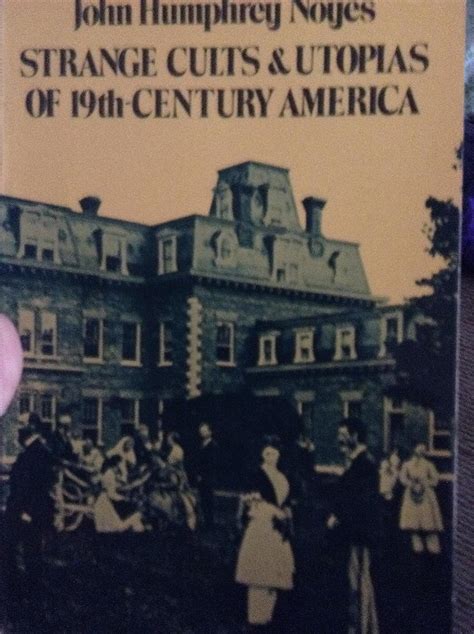 John Humphrey Noyes
STRANGE CULTS & UTOPIAS
OF 19th-CENTURY AMERICA